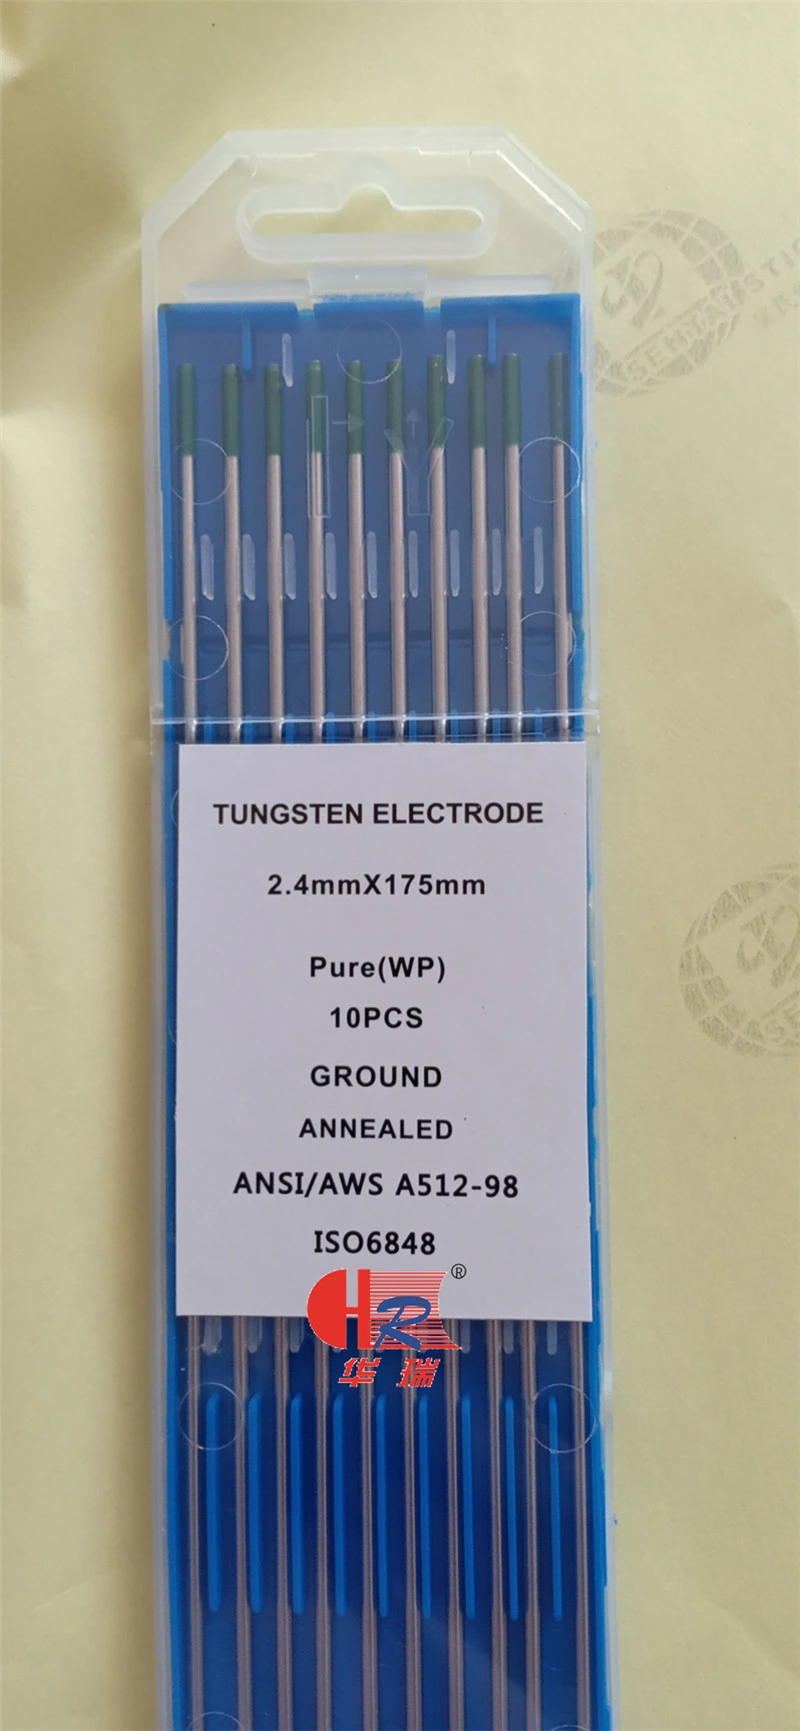 TUNGSTEN ELECTRODE
2.4mmX175mm
Pure(WP)
10PCS
GROUND
ANNEALED
ANSI/AWS A512-98
ISO6848
HR®
华瑞